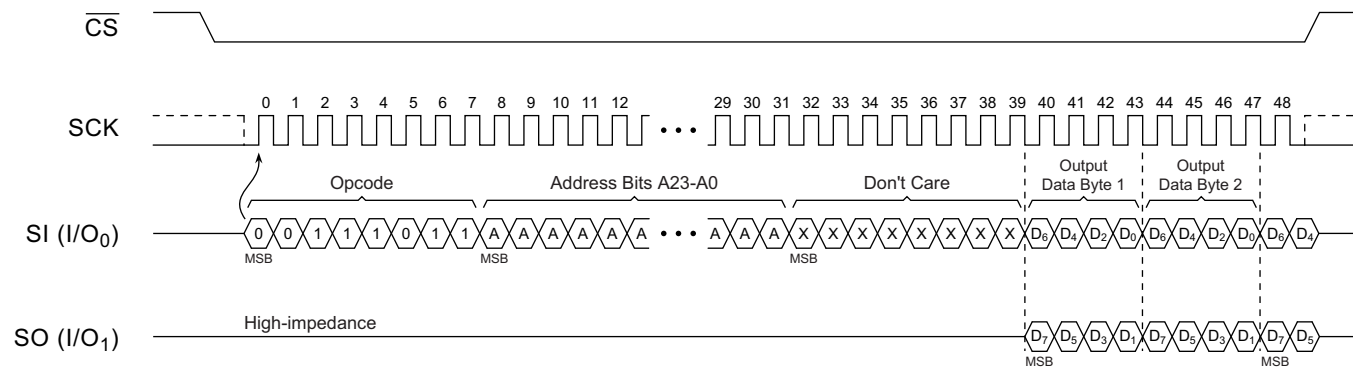 CS
SCK
0 1 2 3 4 5 6 7 8 9 10 11 12 29 30 31 32 33 34 35 36 37 38 39 40 41 42 43 44 45 46 47 48
Opcode
Address Bits A23-A0
Don't Care
Output
Data Byte 1
Output
Data Byte 2
SI (I/O0)
0 0 1 1 1 0 1 1 A A A A A A A A A X X X X X X X X D6 D4 D2 D0 D6 D4 D2 D0 D6 D4
MSB MSB MSB
High-impedance
SO (I/O1)
D7 D5 D3 D1 D7 D5 D3 D1 D7 D5
MSB MSB